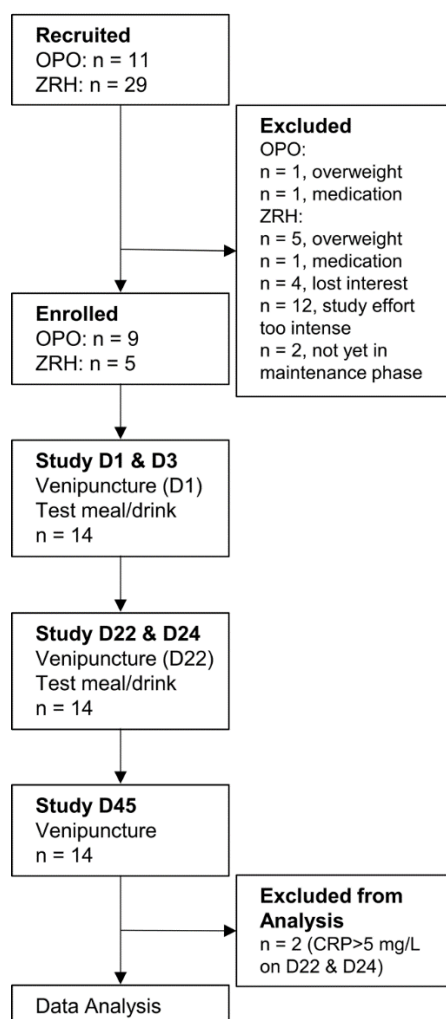 Recruited
OPO: n = 11
ZRH: n = 29
Excluded
OPO:
n = 1, overweight
n = 1, medication
ZRH:
n = 5, overweight
n = 1, medication
n = 4, lost interest
n = 12, study effort
too intense
n = 2, not yet in
maintenance phase
Enrolled
OPO: n = 9
ZRH: n = 5
Study D1 & D3
Venipuncture (D1)
Test meal/drink
n = 14
Study D22 & D24
Venipuncture (D22)
Test meal/drink
n = 14
Study D45
Venipuncture
n = 14
Excluded from
Analysis
n = 2 (CRP>5 mg/L
on D22 & D24)
Data Analysis